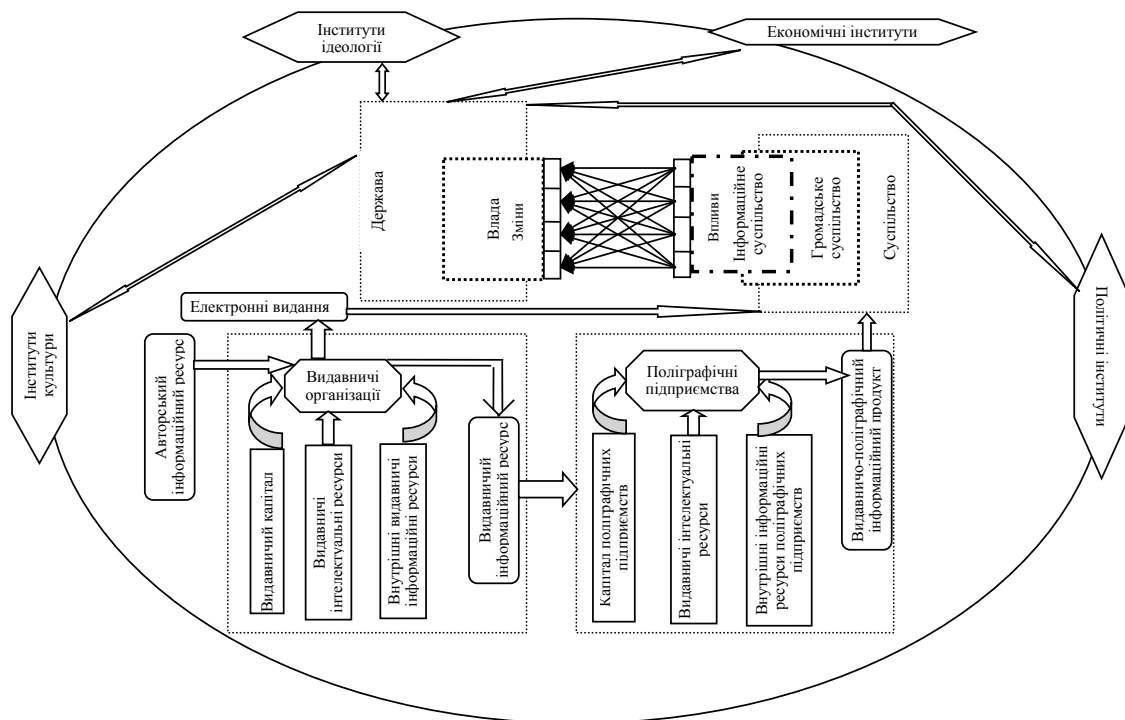 Інститути
ідеології
Економічні інститути
Держава
Влада
Зміни
Впливи
Інформаційне
суспільство
Громадське
суспільство
Суспільство
Інститути
культури
Політичні інститути
Електронні видання
Авторський
інформаційний ресурс
Видавничі
організації
Поліграфічні
підприємства
Видавничий капітал
Видавничі
інтелектуальні ресурси
Внутрішні видавничі
інформаційні ресурси
Видавничий
інформаційний ресурс
Капітал поліграфічних
підприємств
Видавничі інтелектуальні
ресурси
Внутрішні інформаційні
ресурси поліграфічних
підприємств
Видавничо-поліграфічний
інформаційний продукт